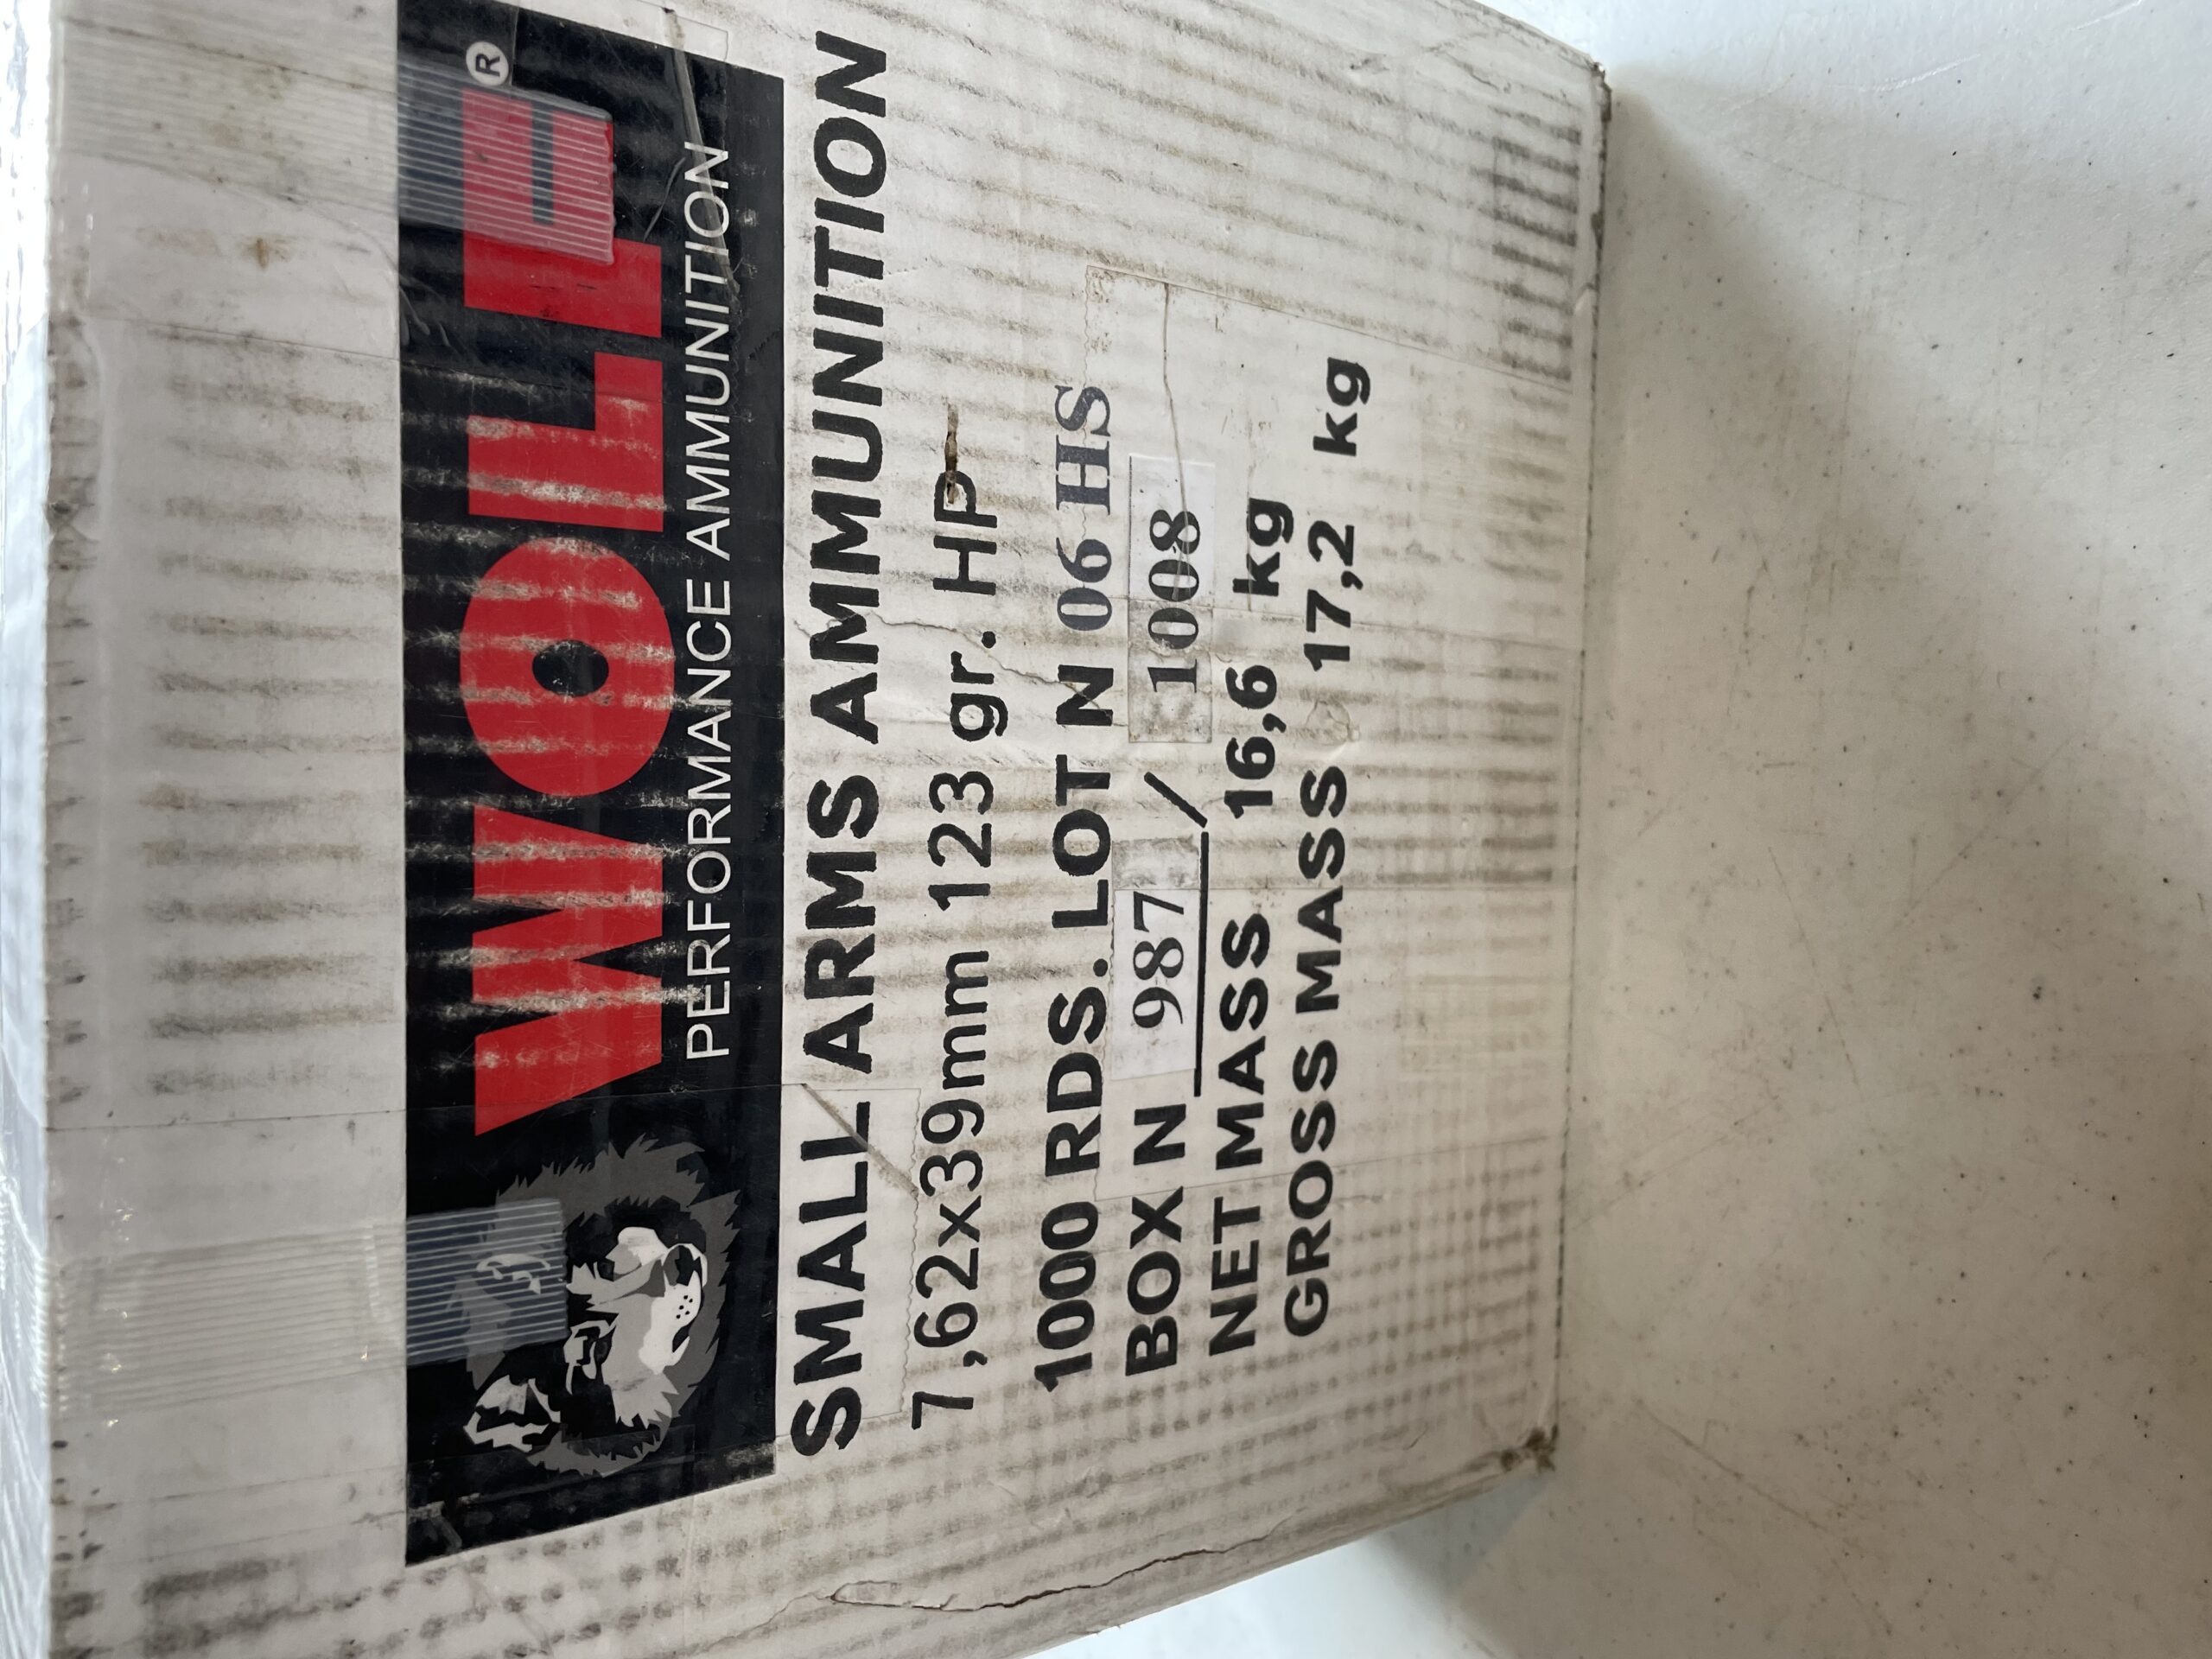 WOLF®
PERFORMANCE AMMUNITION
SMALL ARMS AMMUNITION
7,62x39mm 123 gr. HP
1000 RDS. LOT N 06 HS
BOX N 987 / 1008
NET MASS 16,6 kg
GROSS MASS 17,2 kg